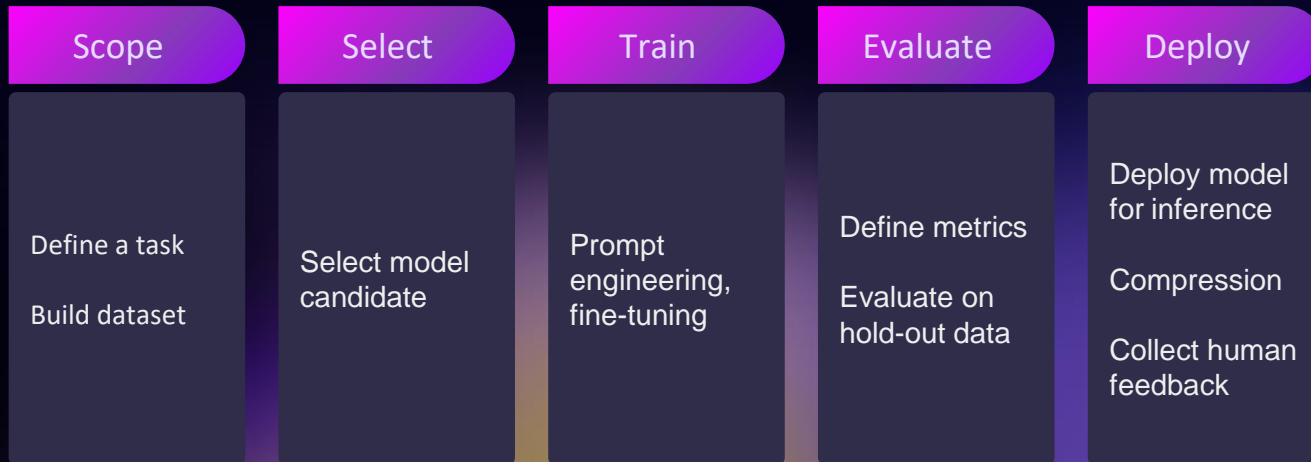 Scope
Define a task
Build dataset
Select
Select model
candidate
Train
Prompt
engineering,
fine-tuning
Evaluate
Define metrics
Evaluate on
hold-out data
Deploy
Deploy model
for inference
Compression
Collect human
feedback